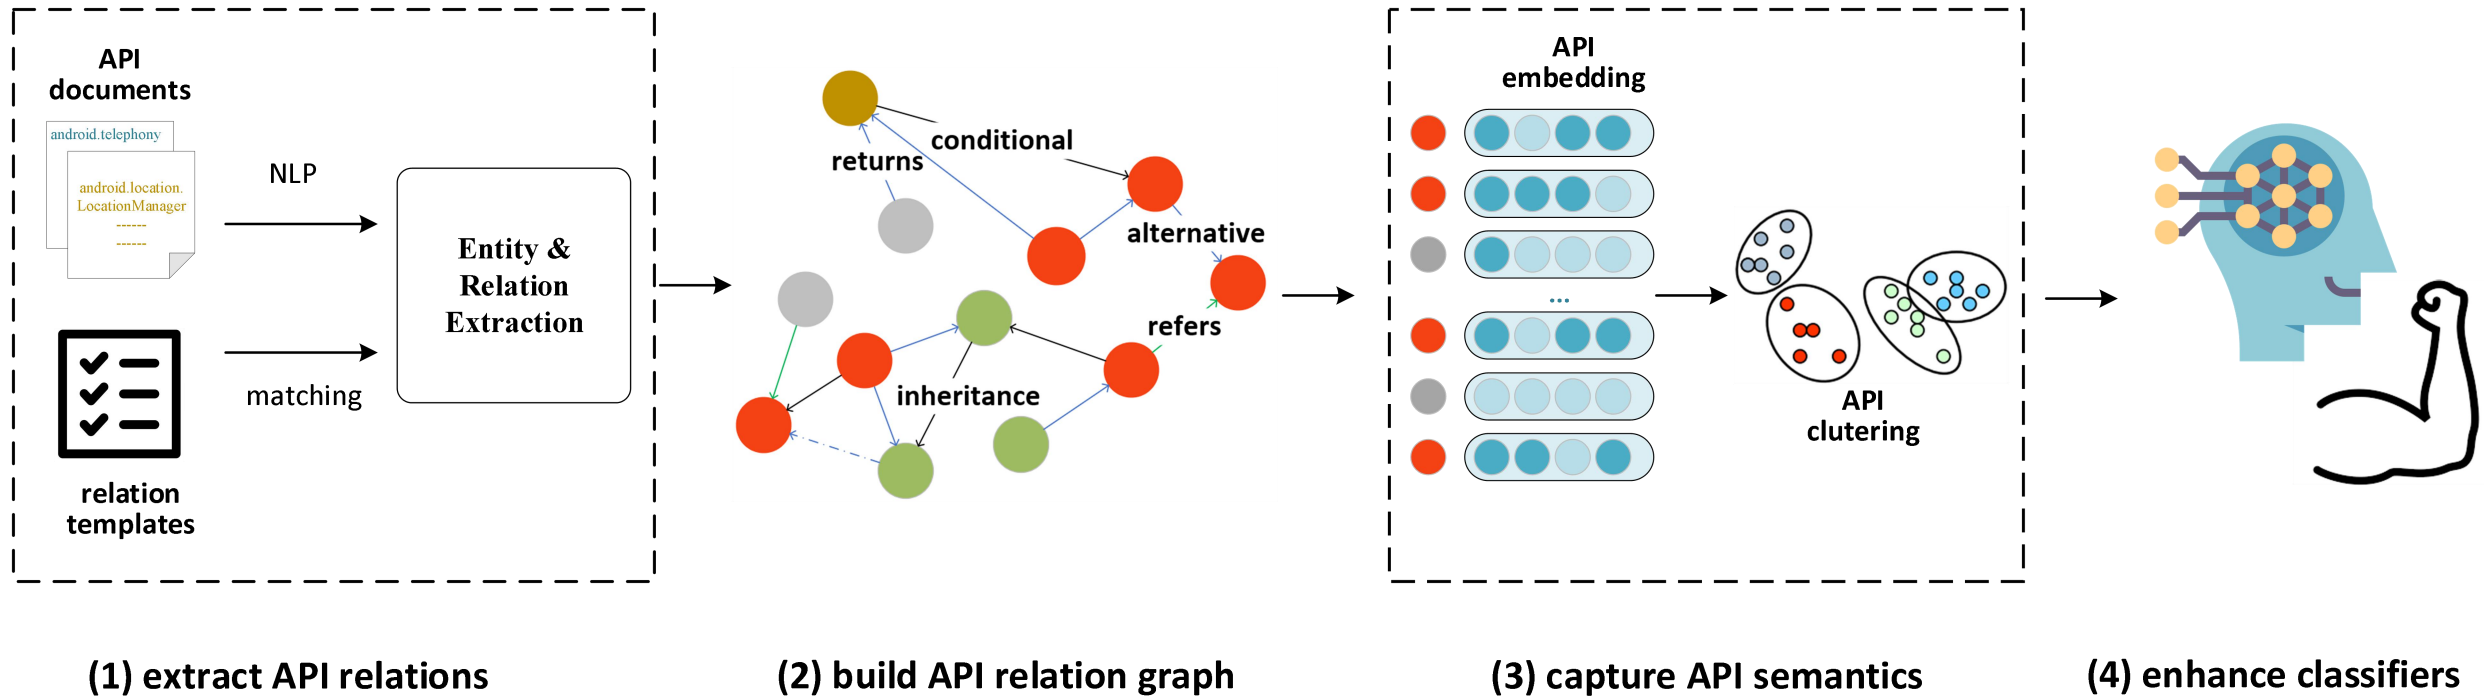 API
documents
android.telephony
android.location.
LocationManager
------
------
NLP
matching
relation
templates
Entity &
Relation
Extraction
conditional
returns
alternative
refers
inheritance
API
embedding
...
API
clutering
(1) extract API relations
(2) build API relation graph
(3) capture API semantics
(4) enhance classifiers